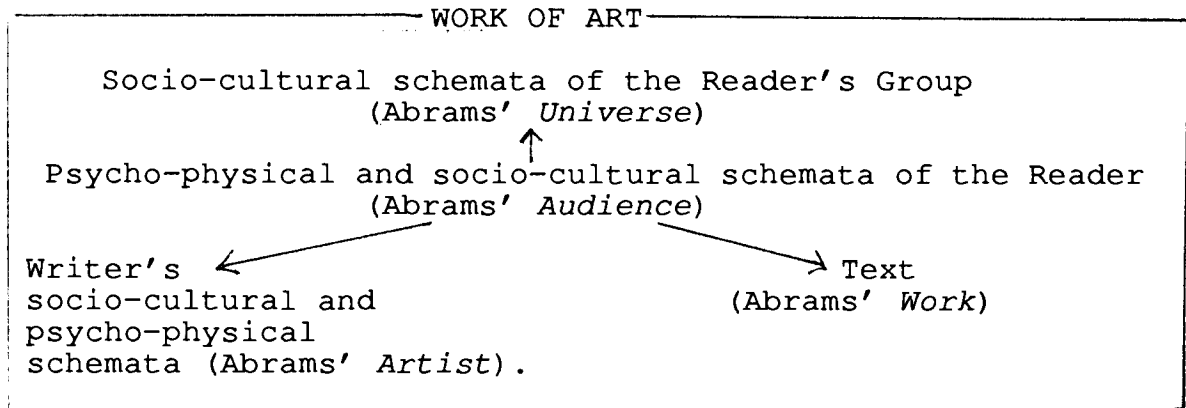 WORK OF ART
Socio-cultural schemata of the Reader's Group
(Abrams' Universe)
Psycho-physical and socio-cultural schemata of the Reader
(Abrams' Audience)
Writer's
socio-cultural and
psycho-physical
schemata (Abrams' Artist).
Text
(Abrams' Work)